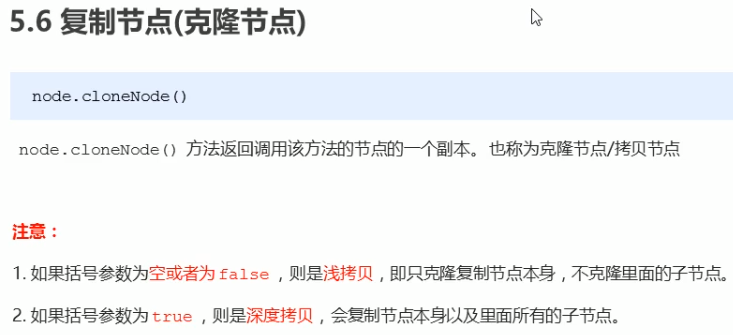 5.6 复制节点(克隆节点)
node.cloneNode()
node.cloneNode() 方法返回调用该方法的节点的一个副本。 也称为克隆节点/拷贝节点
注意：
1. 如果括号参数为空或者为 false ，则是浅拷贝，即只克隆复制节点本身，不克隆里面的子节点。
2. 如果括号参数为 true ，则是深度拷贝，会复制节点本身以及里面所有的子节点。